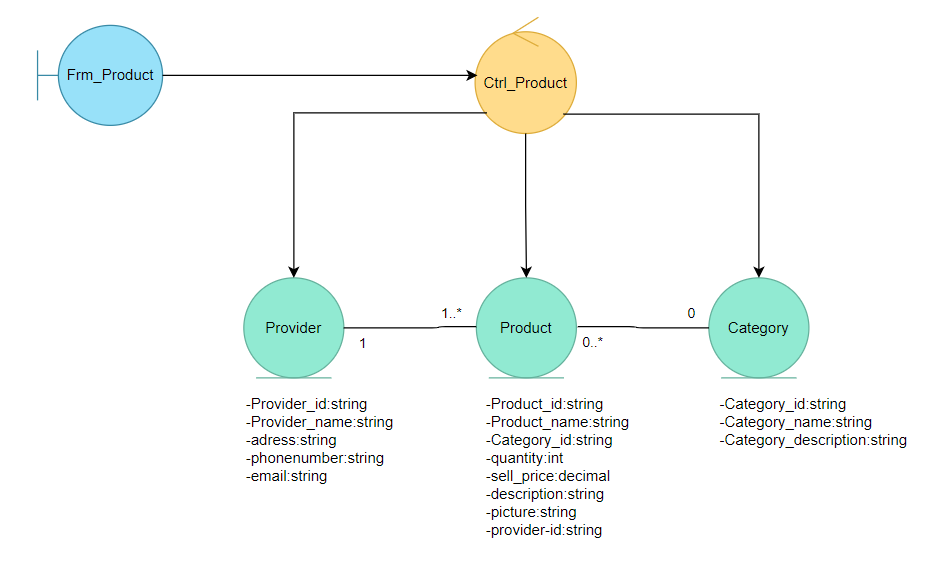 Frm_Product
Ctrl_Product
Provider
1
1..*
Product
0..*
0
Category
-Provider_id:string
-Provider_name:string
-adress:string
-phonenumber:string
-email:string
-Product_id:string
-Product_name:string
-Category_id:string
-quantity:int
-sell_price:decimal
-description:string
-picture:string
-provider-id:string
-Category_id:string
-Category_name:string
-Category_description:string